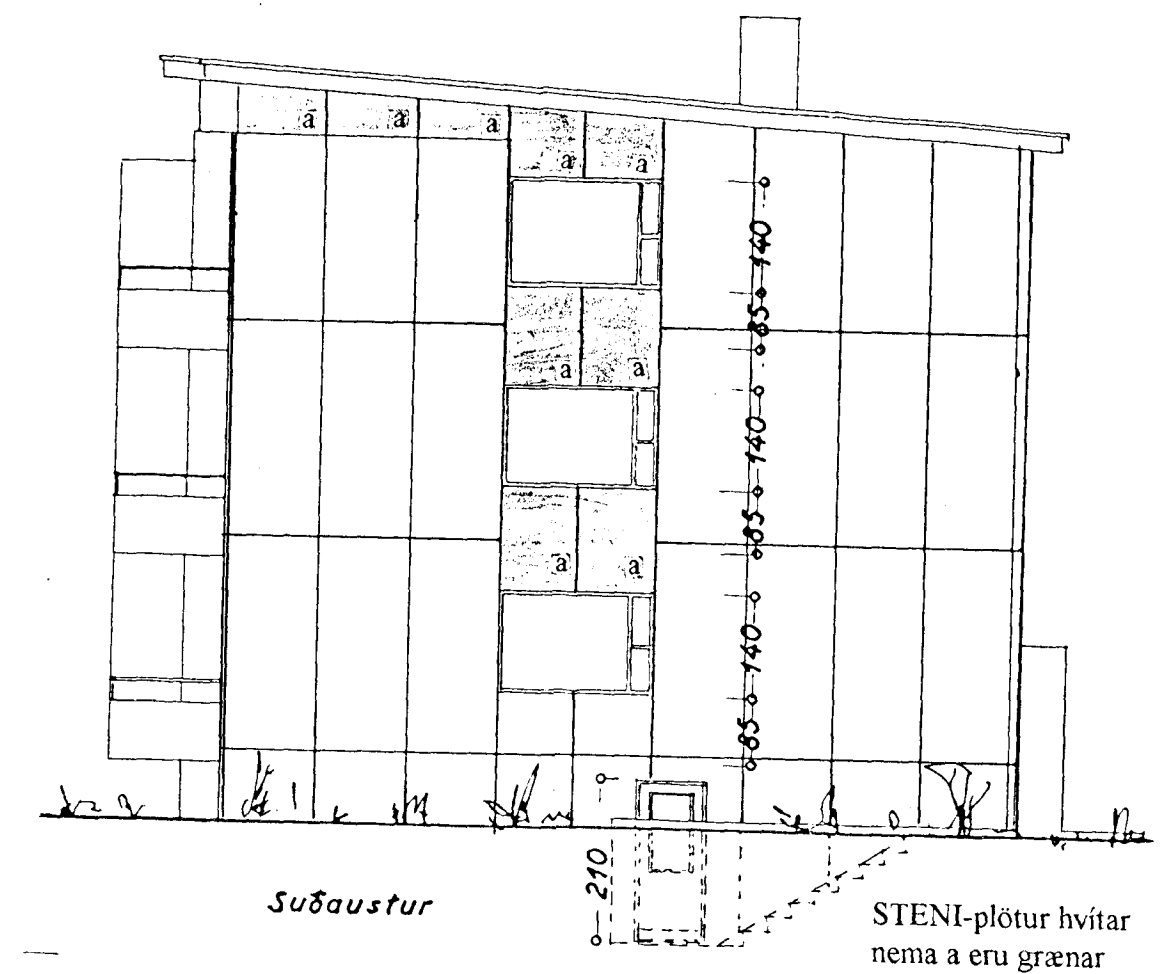 a a a
a a
140
85
a a
140
85
a a
140
85
210
Suðaustur
STENI-plötur hvítar
nema a eru grænar